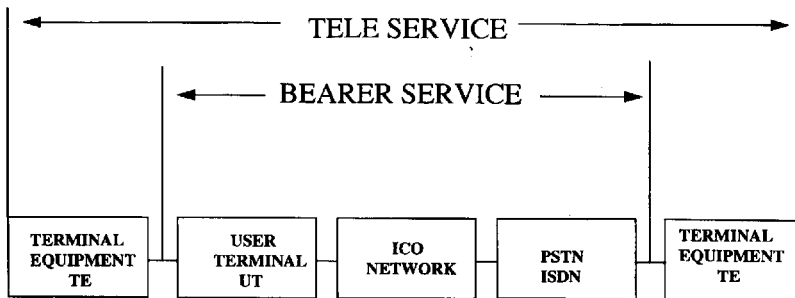 TELE SERVICE
BEARER SERVICE
TERMINAL
EQUIPMENT
TE
USER
TERMINAL
UT
ICO
NETWORK
PSTN
ISDN
TERMINAL
EQUIPMENT
TE